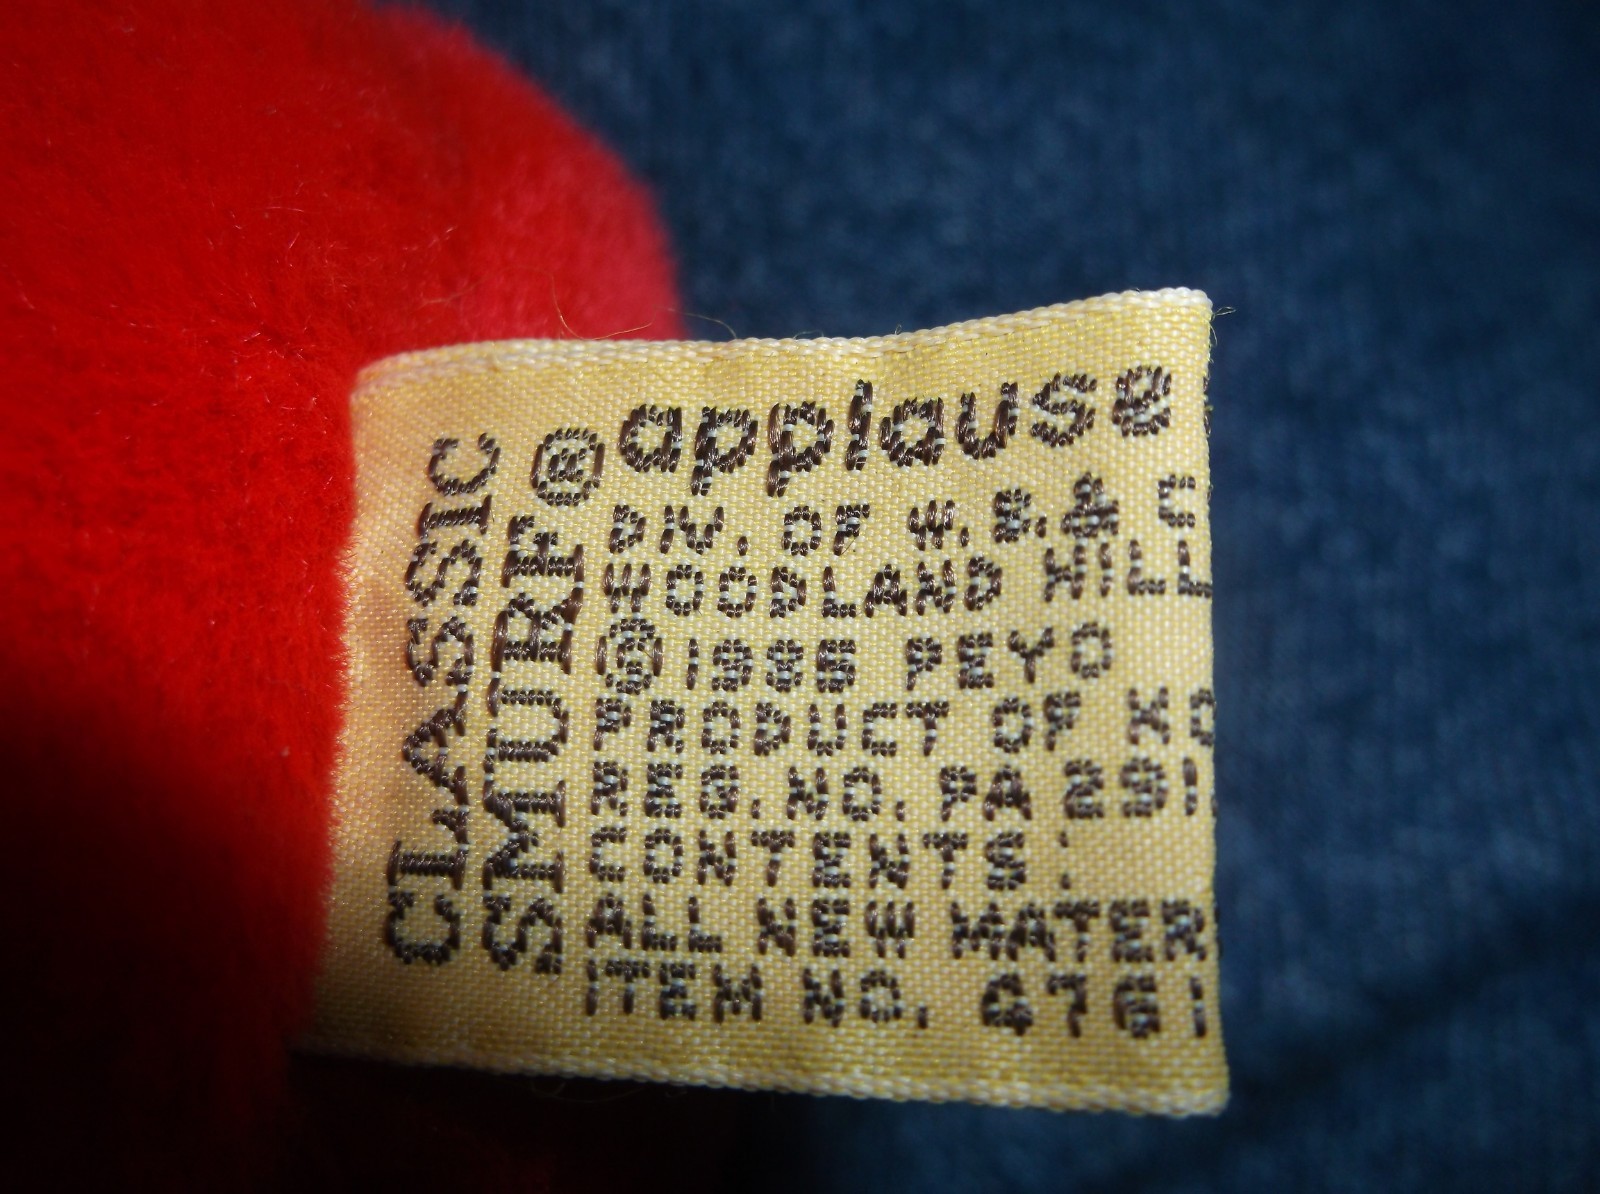 CLASSIC
SMURF®
applause
DIV. OF W. B. & C
WOODLAND HILL
© 1985 PEYO
PRODUCT OF KO
REG. NO. PA 291
CONTENTS:
ALL NEW MATER
ITEM NO. 4761